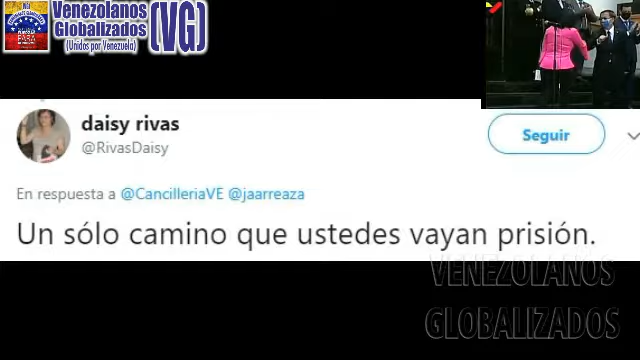 Venezolanos
Globalizados
(Unidos por Venezuela)
(VG)
daisy rivas
@RivasDaisy
Seguir
En respuesta a @CancilleriaVE @jaarreaza
Un sólo camino que ustedes vayan prisión.
VENEZOLANOS
GLOBALIZADOS